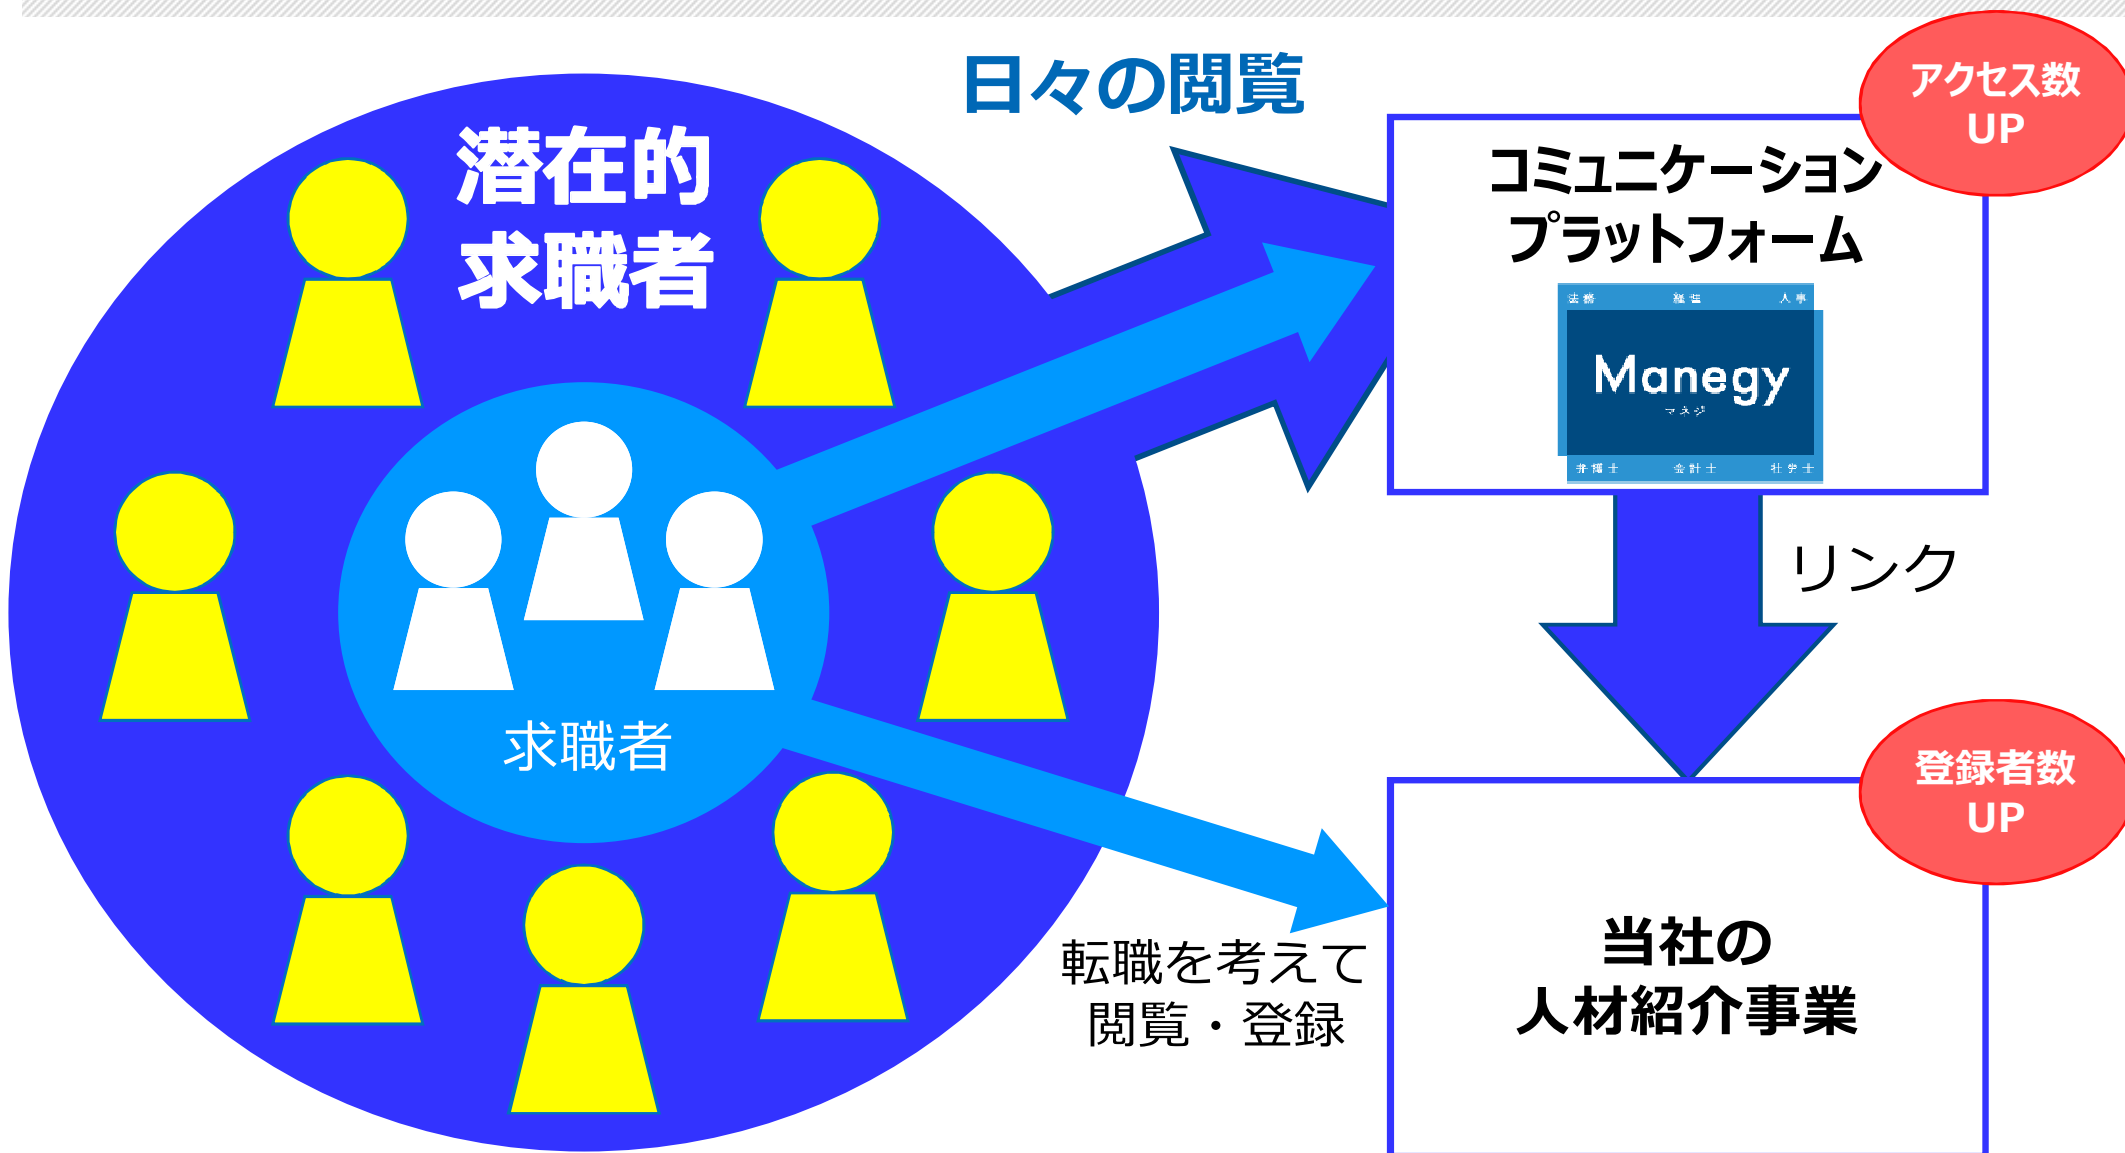 日々の閲覧
アクセス数
UP
潜在的
求職者
コミュニケーション
プラットフォーム
法務 経理 人事
Manegy
マネジ
弁護士 会計士 社労士
リンク
求職者
登録者数
UP
転職を考えて
閲覧・登録
当社の
人材紹介事業